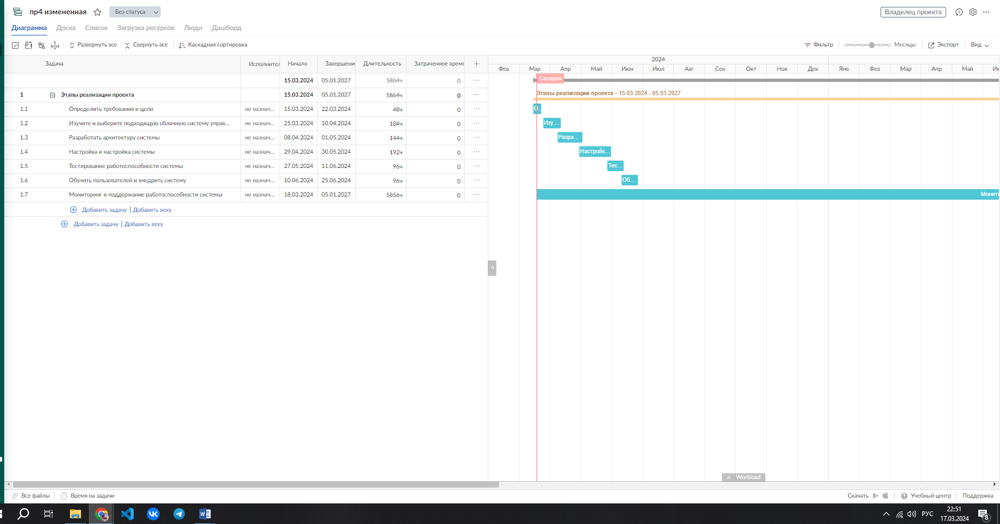 пр4 измененная Без статуса Владелец проекта
Диаграмма Доска Список Загрузка ресурсов Люди Дашборд
Развернуть все Свернуть все Каскадная сортировка Фильтр Месяцы Экспорт Вид
Задача Исполнител Начало Завершени Длительность Затраченное время
2024
Фев Мар Апр Май Июн Июл Авг Сен Окт Ноя Дек Янв Фев Мар Апр Май Ик
15.03.2024 05.01.2027 5864ч 0 Сегодня
1 Этапы реализации проекта 15.03.2024 05.01.2027 5864ч 0 Этапы реализации проекта 15.03.2024 - 05.01.2027
1.1 Определить требования и цели не назнач... 15.03.2024 22.03.2024 48ч 0 О..
1.2 Изучите и выберите подходящую облачную систему управ... не назнач... 25.03.2024 10.04.2024 104ч 0 Изу...
1.3 Разработать архитектуру системы не назнач... 08.04.2024 01.05.2024 144ч 0 Разра...
1.4 Настройка и настройка системы не назнач... 29.04.2024 30.05.2024 192ч 0 Настройк...
1.5 Тестирование работоспособности системы не назнач... 27.05.2024 11.06.2024 96ч 0 Тес...
1.6 Обучить пользователей и внедрить систему не назнач... 10.06.2024 25.06.2024 96ч 0 Об...
1.7 Мониторинг и поддержание работоспособности системы не назнач... 18.03.2024 05.01.2027 5856ч 0 Монит
Добавить задачу | Добавить веху
Добавить задачу | Добавить веху
Workload
Все файлы Время на задачи Скачать Учебный центр Поддержка
РУС 22:51
17.03.2024 8